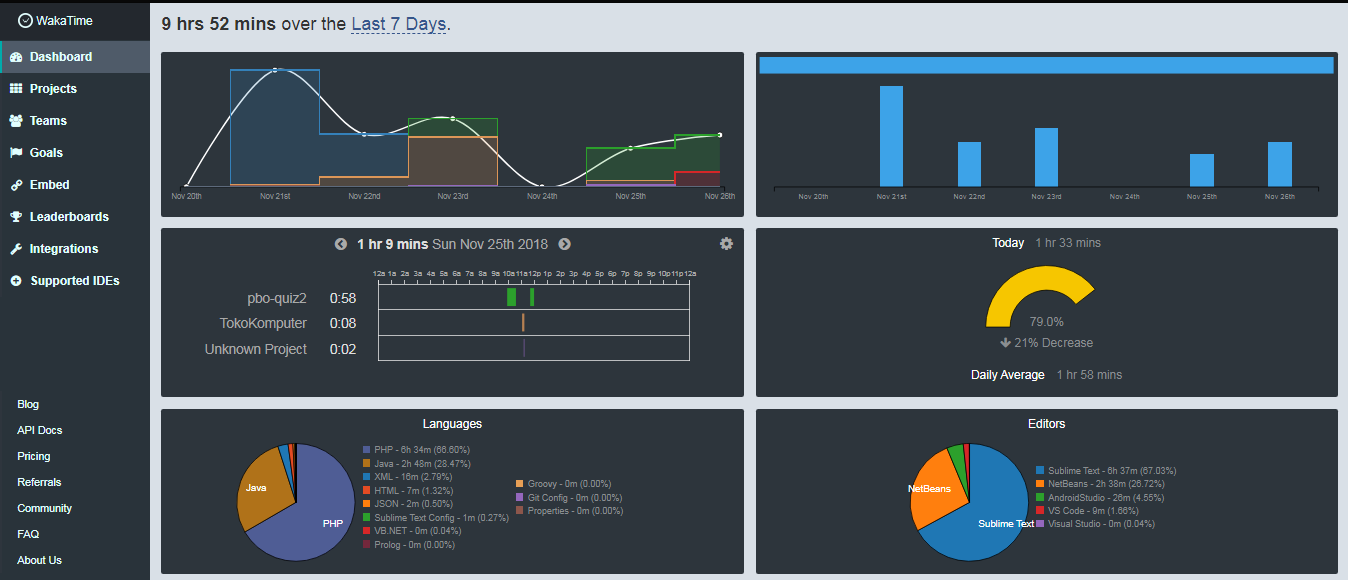 WakaTime
Dashboard
Projects
Teams
Goals
Embed
Leaderboards
Integrations
Supported IDEs
Blog
API Docs
Pricing
Referrals
Community
FAQ
About Us
9 hrs 52 mins over the Last 7 Days.
Nov 20th Nov 21st Nov 22nd Nov 23rd Nov 24th Nov 25th Nov 26th
Nov 20th Nov 21st Nov 22nd Nov 23rd Nov 24th Nov 25th Nov 26th
1 hr 9 mins Sun Nov 25th 2018
12a 1a 2a 3a 4a 5a 6a 7a 8a 9a 10a 11a 12p 1p 2p 3p 4p 5p 6p 7p 8p 9p 10p 11p 12a
pbo-quiz2 0:58
TokoKomputer 0:08
Unknown Project 0:02
Today 1 hr 33 mins
79.0%
21% Decrease
Daily Average 1 hr 58 mins
Languages
Java
PHP
PHP - 6h 34m (66.60%)
Java - 2h 48m (28.47%)
XML - 16m (2.79%)
HTML - 7m (1.32%)
JSON - 2m (0.50%)
Sublime Text Config - 1m (0.27%)
VB.NET - 0m (0.04%)
Prolog - 0m (0.00%)
Groovy - 0m (0.00%)
Git Config - 0m (0.00%)
Properties - 0m (0.00%)
Editors
NetBeans
Sublime Text
Sublime Text - 6h 37m (67.03%)
NetBeans - 2h 38m (26.72%)
AndroidStudio - 26m (4.55%)
VS Code - 9m (1.66%)
Visual Studio - 0m (0.04%)